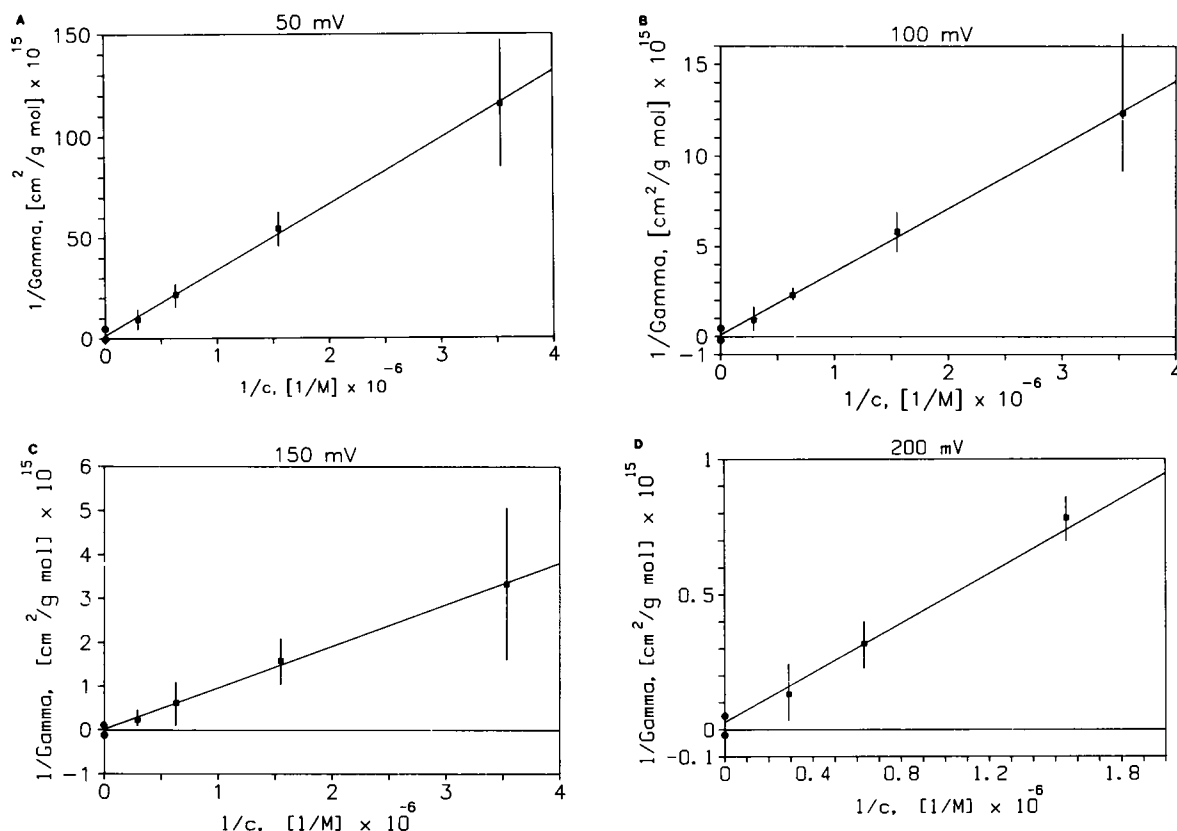 A
50 mV
1/Gamma, [cm²/g mol] x 10¹⁵
150
100
50
0
0 1 2 3 4
1/c, [1/M] x 10⁻⁶
B
100 mV
1/Gamma, [cm²/g mol] x 10¹⁵
15
10
5
0
-1
0 1 2 3 4
1/c, [1/M] x 10⁻⁶
C
150 mV
1/Gamma, [cm²/g mol] x 10¹⁵
6
5
4
3
2
1
0
-1
0 1 2 3 4
1/c. [1/M] x 10⁻⁶
D
200 mV
1/Gamma, [cm²/g mol] x 10¹⁵
1
0.5
0
-0.1
0 0.4 0.8 1.2 1.8
1/c, [1/M] x 10⁻⁶